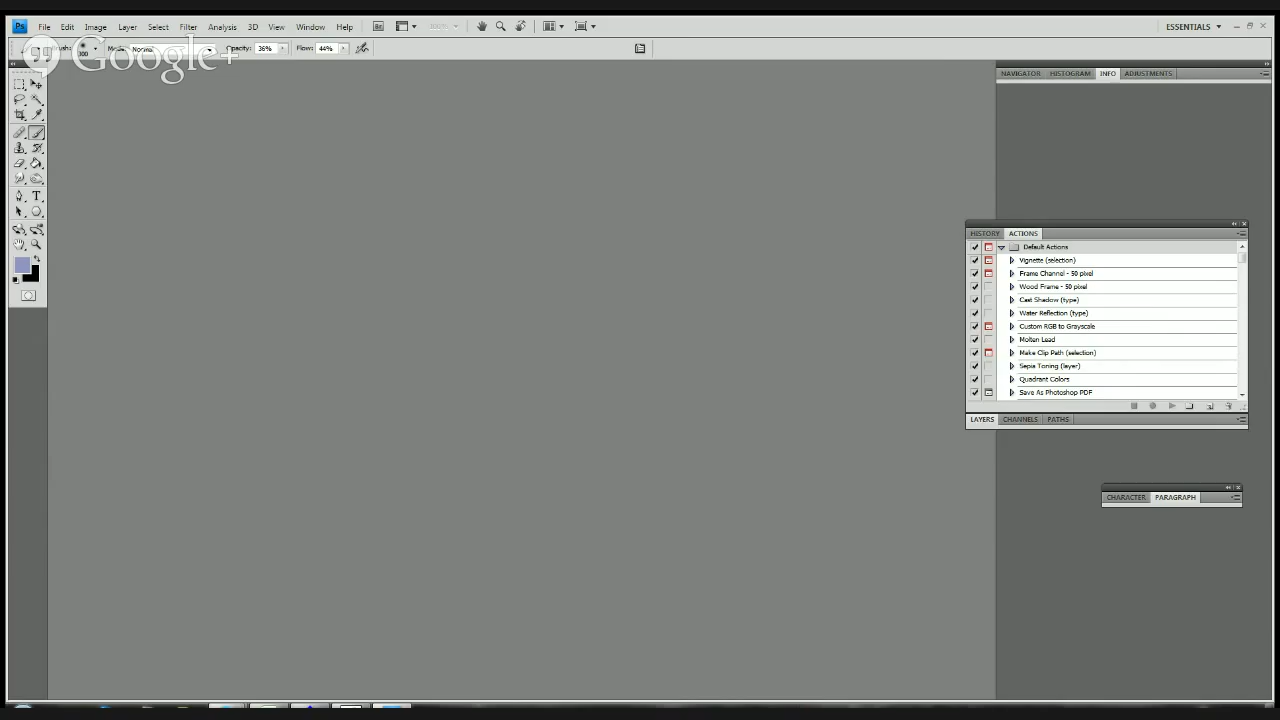 Ps File Edit Image Layer Select Filter Analysis 3D View Window Help Br ESSENTIALS
300 Normal Opacity: 36% Flow: 44%
Google+
NAVIGATOR HISTOGRAM INFO ADJUSTMENTS
HISTORY ACTIONS
Default Actions
Vignette (selection)
Frame Channel - 50 pixel
Wood Frame - 50 pixel
Cast Shadow (type)
Water Reflection (type)
Custom RGB to Grayscale
Molten Lead
Make Clip Path (selection)
Sepia Toning (layer)
Quadrant Colors
Save As Photoshop PDF
LAYERS CHANNELS PATHS
CHARACTER PARAGRAPH